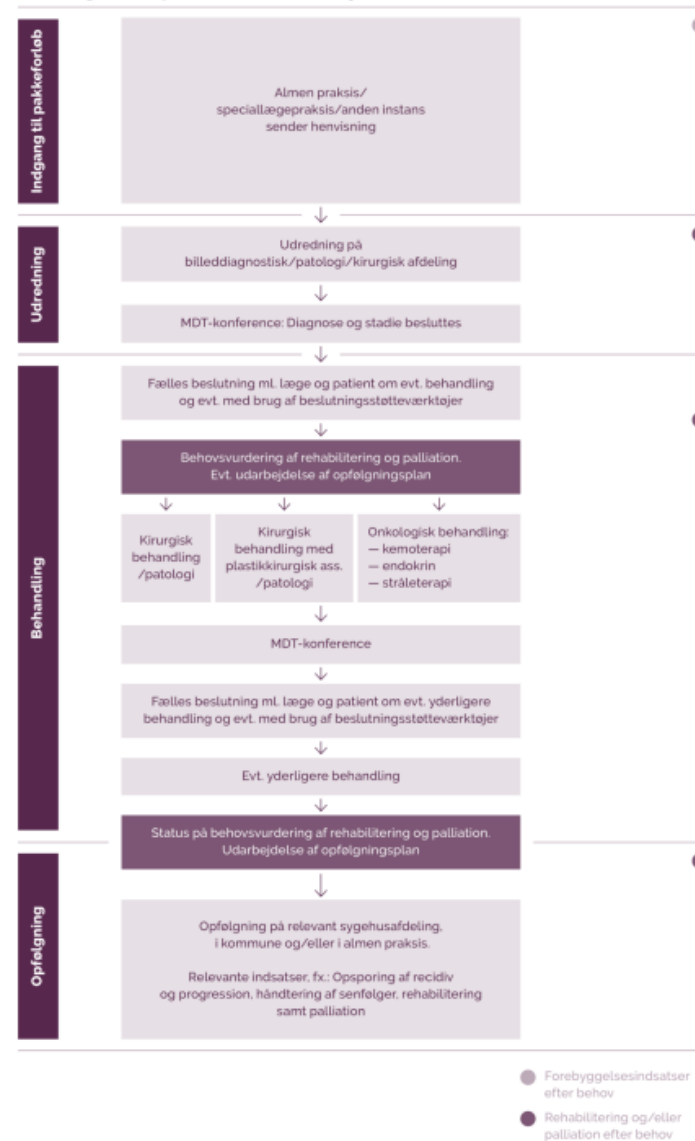 Indgang til pakkeforløb
Almen praksis/
speciallægepraksis/anden instans
sender henvisning
Udredning
Udredning på
billeddiagnostisk/patologi/kirurgisk afdeling
MDT-konference: Diagnose og stadie besluttes
Behandling
Fælles beslutning ml. læge og patient om evt. behandling
og evt. med brug af beslutningsstøtteværktøjer
Behovsvurdering af rehabilitering og palliation.
Evt. udarbejdelse af opfølgningsplan
Kirurgisk
behandling
/patologi
Kirurgisk
behandling med
plastikkirurgisk ass.
/patologi
Onkologisk behandling:
— kemoterapi
— endokrin
— stråleterapi
MDT-konference
Fælles beslutning ml. læge og patient om evt. yderligere
behandling og evt. med brug af beslutningsstøtteværktøjer
Evt. yderligere behandling
Status på behovsvurdering af rehabilitering og palliation.
Udarbejdelse af opfølgningsplan
Opfølgning
Opfølgning på relevant sygehusafdeling,
i kommune og/eller i almen praksis.
Relevante indsatser, fx.: Opsporing af recidiv
og progression, håndtering af senfølger, rehabilitering
samt palliation
Forebyggelsesindsatser
efter behov
Rehabilitering og/eller
palliation efter behov